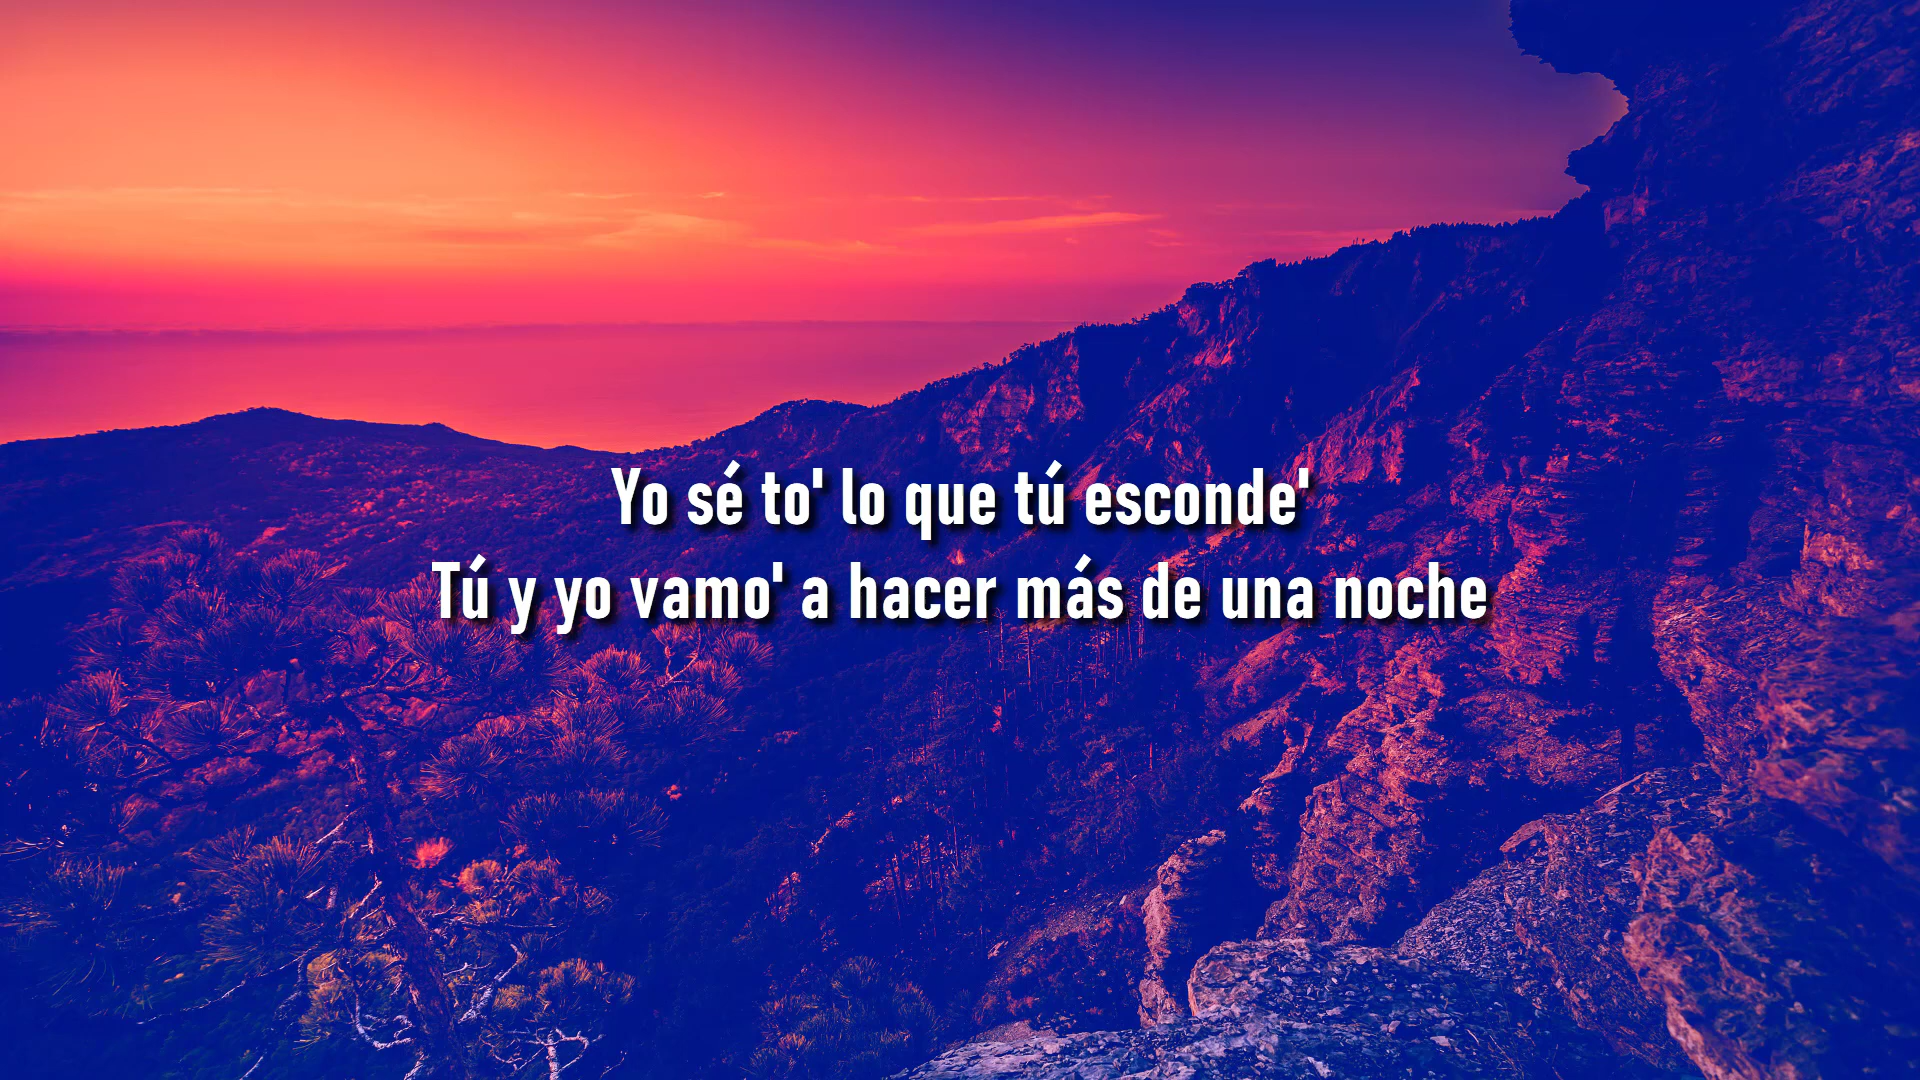 Yo sé to' lo que tú esconde'
Tú y yo vamo' a hacer más de una noche